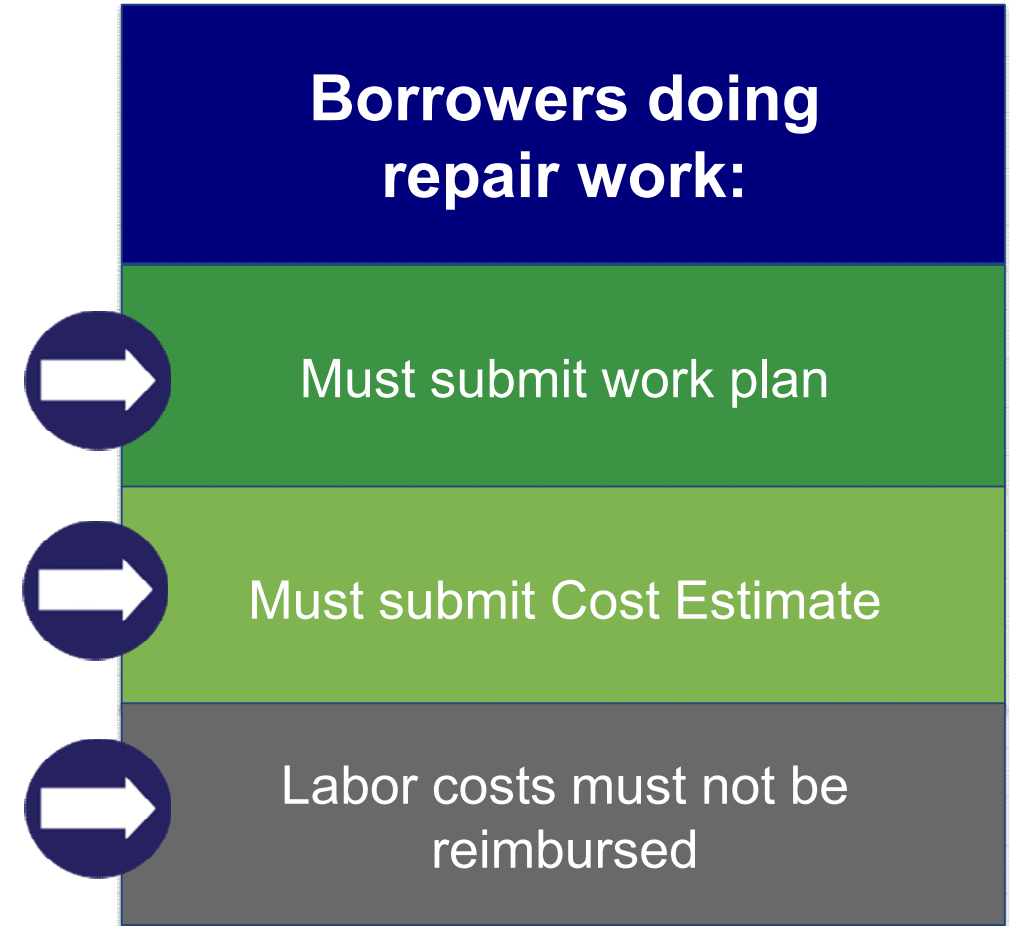 Borrowers doing
repair work:
Must submit work plan
Must submit Cost Estimate
Labor costs must not be
reimbursed